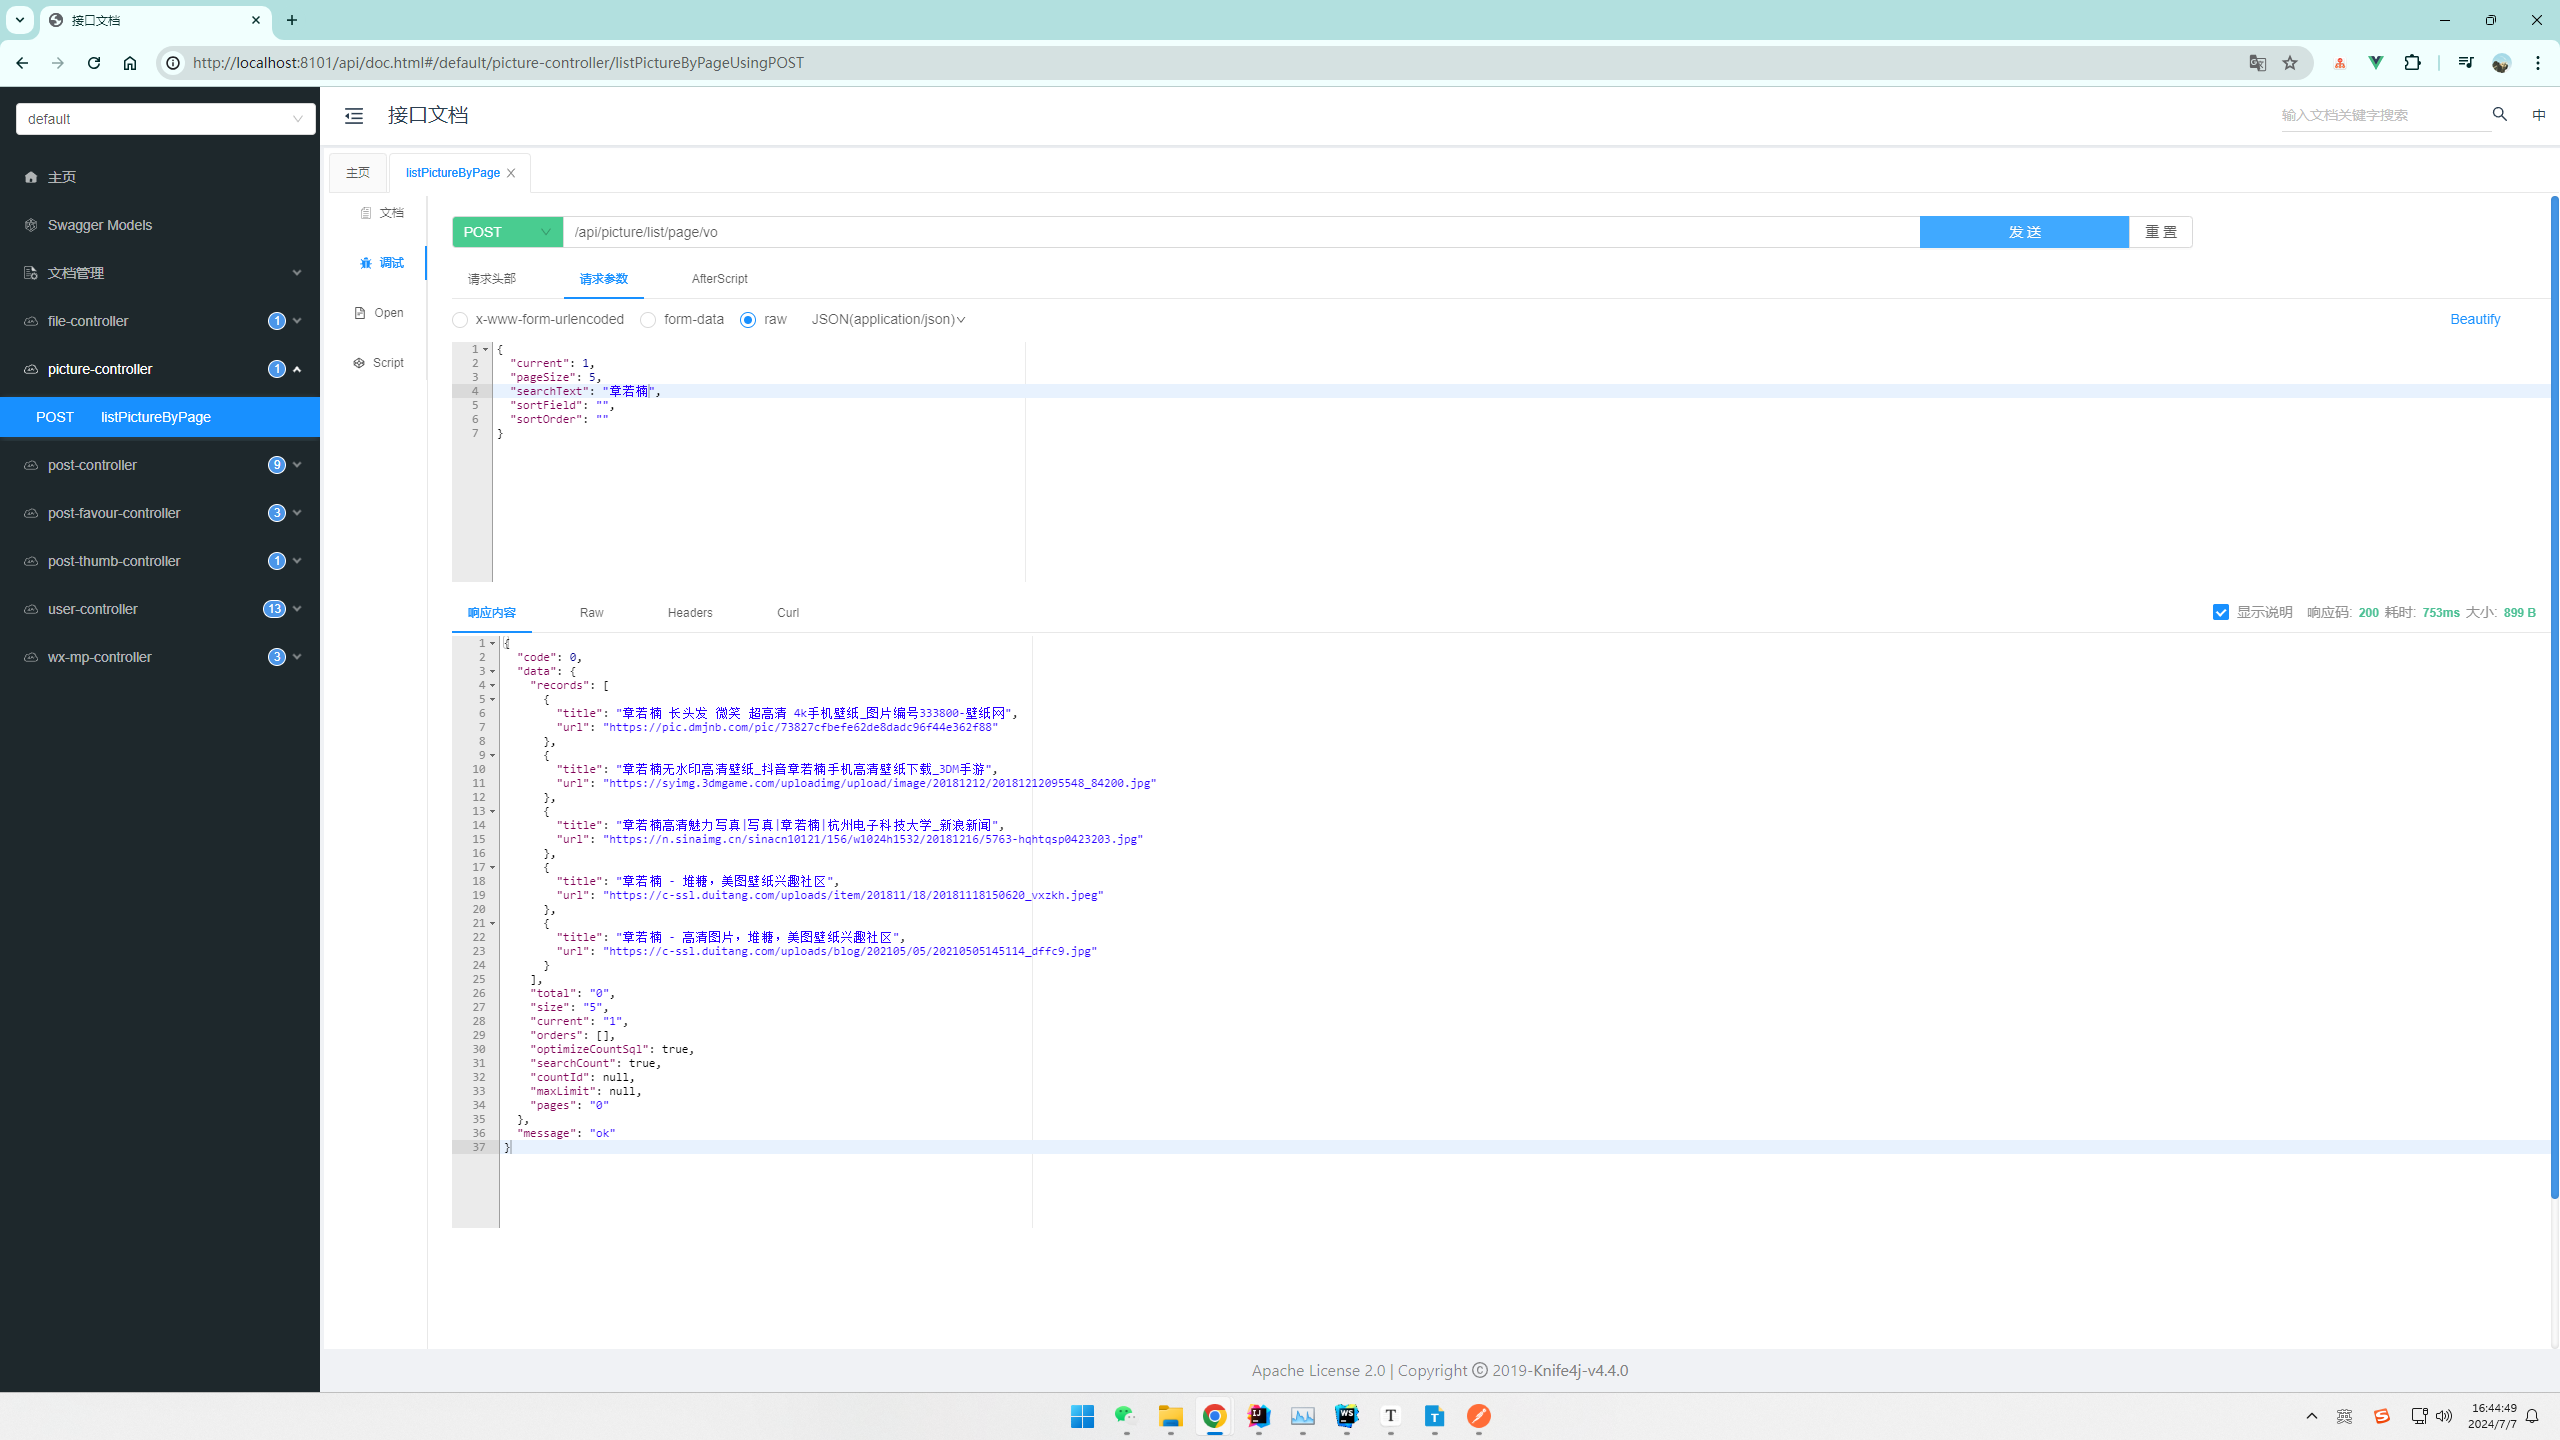 接口文档
http://localhost:8101/api/doc.html#/default/picture-controller/listPictureByPageUsingPOST
default
主页
Swagger Models
文档管理
file-controller 1
picture-controller 1
POST listPictureByPage
post-controller 9
post-favour-controller 3
post-thumb-controller 1
user-controller 13
wx-mp-controller 3
接口文档
输入文档关键字搜索
中
主页 listPictureByPage
文档
调试
Open
Script
POST /api/picture/list/page/vo 发 送 重 置
请求头部 请求参数 AfterScript
x-www-form-urlencoded form-data raw JSON(application/json) Beautify
1 {
2 "current": 1,
3 "pageSize": 5,
4 "searchText": "章若楠",
5 "sortField": "",
6 "sortOrder": ""
7 }
响应内容 Raw Headers Curl 显示说明 响应码: 200 耗时: 753ms 大小: 899 B
1 {
2 "code": 0,
3 "data": {
4 "records": [
5 {
6 "title": "章若楠 长头发 微笑 超高清 4k手机壁纸_图片编号333800-壁纸网",
7 "url": "https://pic.dmjnb.com/pic/73827cfbefe62de8dadc96f44e362f88"
8 },
9 {
10 "title": "章若楠无水印高清壁纸_抖音章若楠手机高清壁纸下载_3DM手游",
11 "url": "https://syimg.3dmgame.com/uploadimg/upload/image/20181212/20181212095548_84200.jpg"
12 },
13 {
14 "title": "章若楠高清魅力写真|写真|章若楠|杭州电子科技大学_新浪新闻",
15 "url": "https://n.sinaimg.cn/sinacn10121/156/w1024h1532/20181216/5763-hqhtqsp0423203.jpg"
16 },
17 {
18 "title": "章若楠 - 堆糖，美图壁纸兴趣社区",
19 "url": "https://c-ssl.duitang.com/uploads/item/201811/18/20181118150620_vxzkh.jpeg"
20 },
21 {
22 "title": "章若楠 - 高清图片，堆糖，美图壁纸兴趣社区",
23 "url": "https://c-ssl.duitang.com/uploads/blog/202105/05/20210505145114_dffc9.jpg"
24 }
25 ],
26 "total": "0",
27 "size": "5",
28 "current": "1",
29 "orders": [],
30 "optimizeCountSql": true,
31 "searchCount": true,
32 "countId": null,
33 "maxLimit": null,
34 "pages": "0"
35 },
36 "message": "ok"
37 }
Apache License 2.0 | Copyright © 2019-Knife4j-v4.4.0
16:44:49
2024/7/7